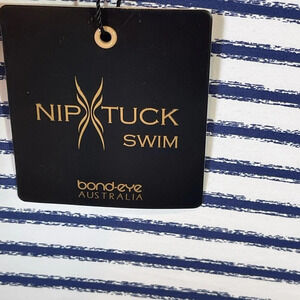 NIP TUCK
SWIM
bond-eye
AUSTRALIA